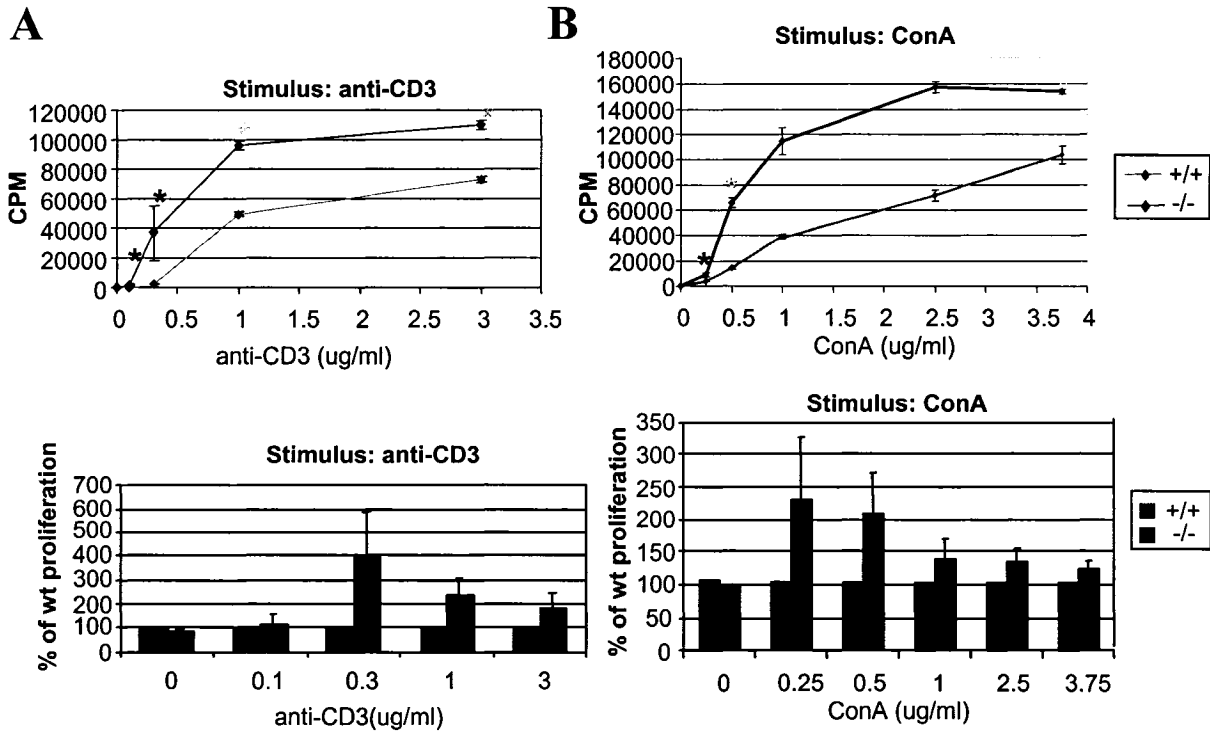 A
Stimulus: anti-CD3
CPM
120000
100000
80000
60000
40000
20000
0
*
*
*
*
0 0.5 1 1.5 2 2.5 3 3.5
anti-CD3 (ug/ml)
B
Stimulus: ConA
CPM
180000
160000
140000
120000
100000
80000
60000
40000
20000
0
*
*
0 0.5 1 1.5 2 2.5 3 3.5 4
ConA (ug/ml)
+/+
-/-
Stimulus: anti-CD3
% of wt proliferation
700
600
500
400
300
200
100
0
0 0.1 0.3 1 3
anti-CD3(ug/ml)
Stimulus: ConA
% of wt proliferation
350
300
250
200
150
100
50
0
0 0.25 0.5 1 2.5 3.75
ConA (ug/ml)
+/+
-/-